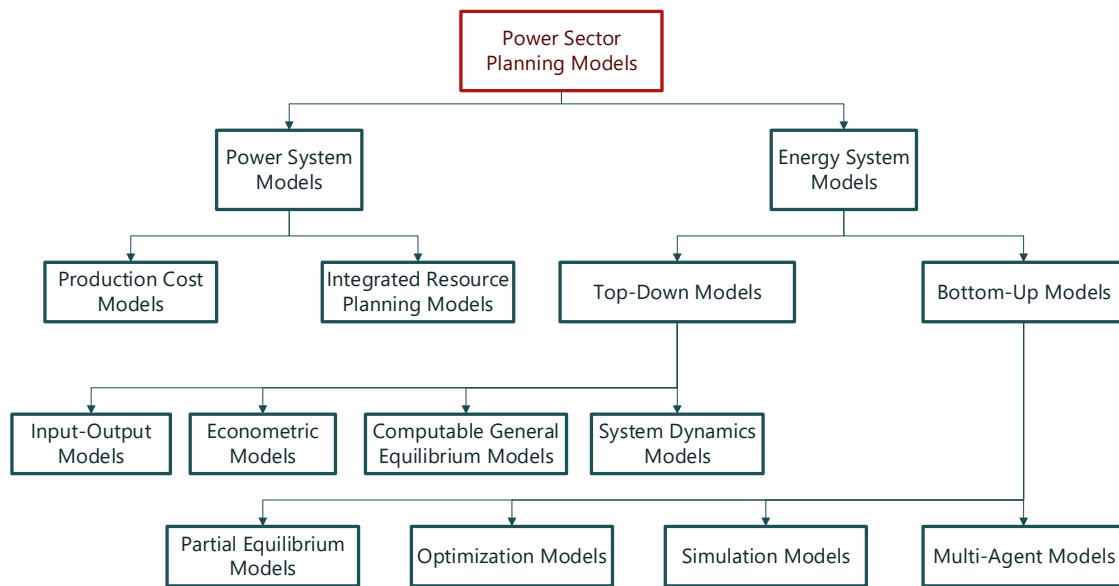 Power Sector
Planning Models
Power System
Models
Energy System
Models
Production Cost
Models
Integrated Resource
Planning Models
Top-Down Models
Bottom-Up Models
Input-Output
Models
Econometric
Models
Computable General
Equilibrium Models
System Dynamics
Models
Partial Equilibrium
Models
Optimization Models
Simulation Models
Multi-Agent Models